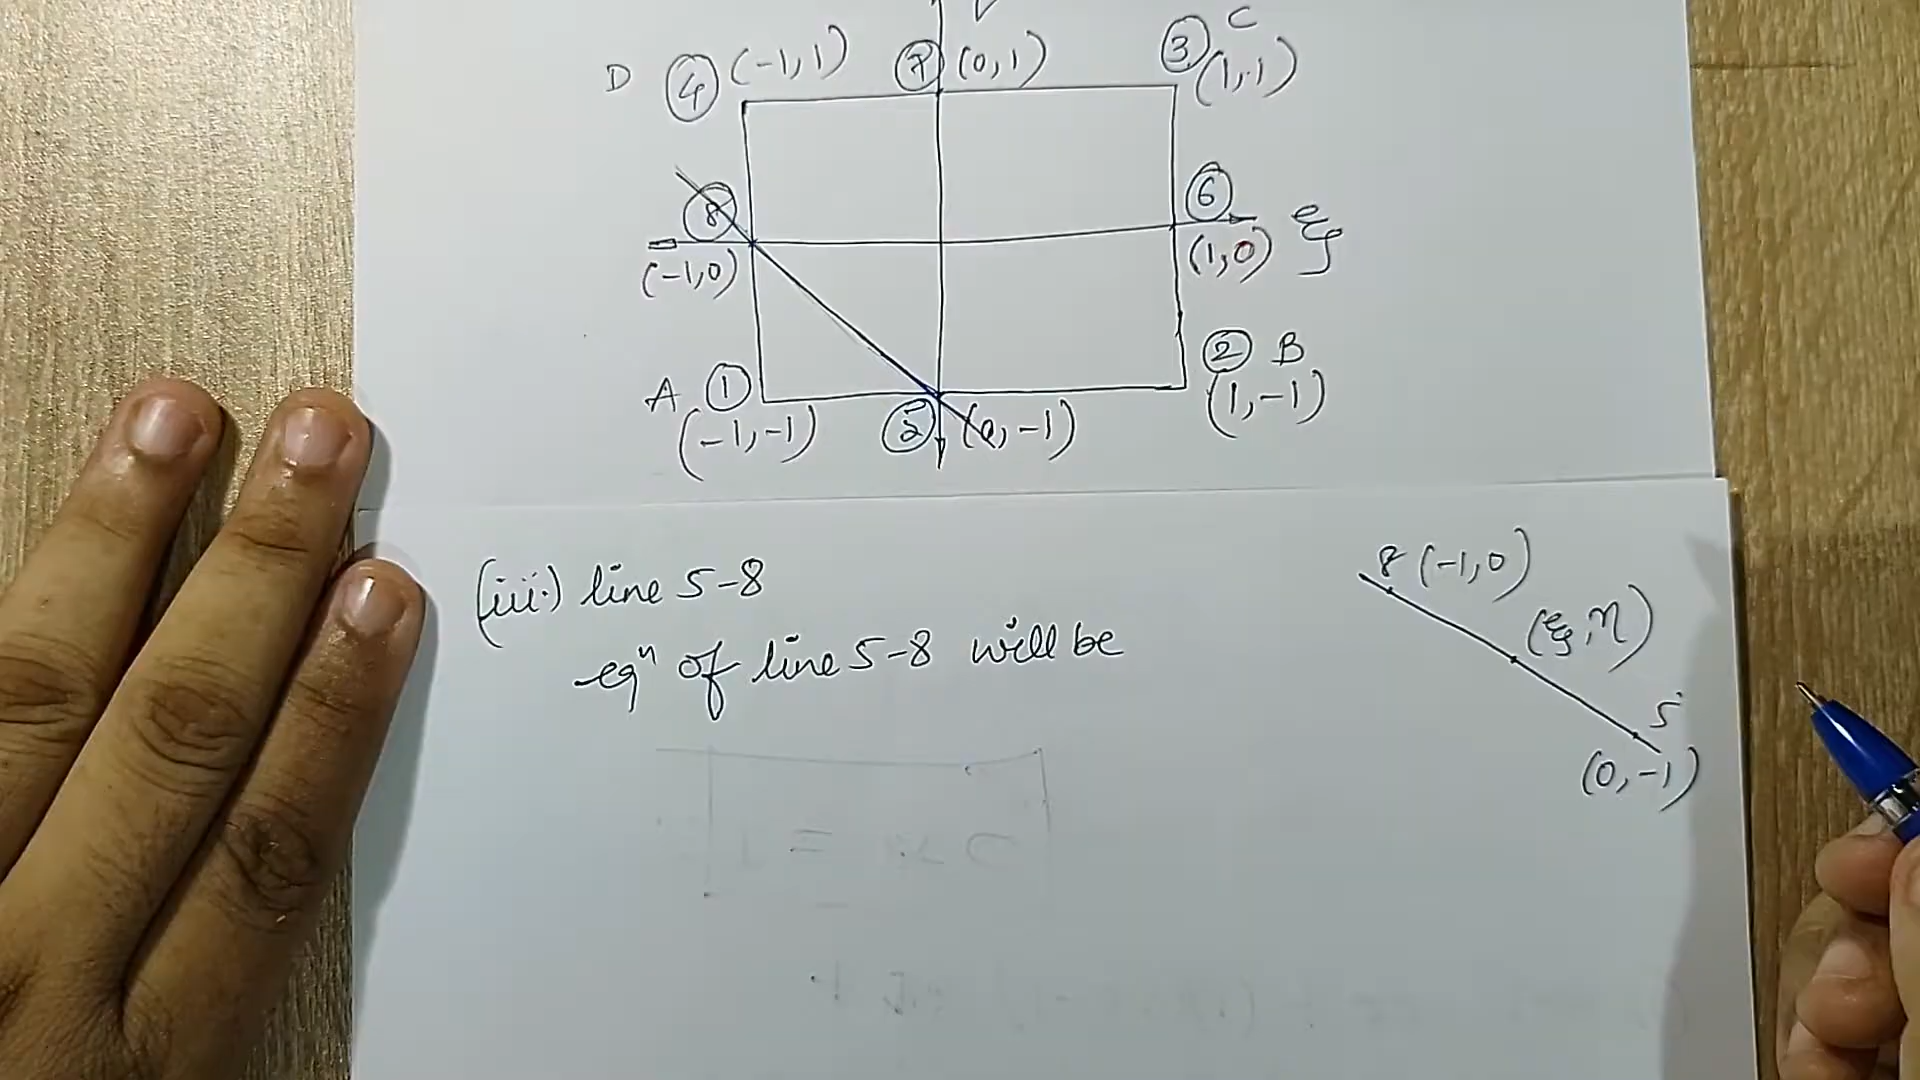 C
D ④ (-1,1) ⑦ (0,1) ③ (1,1)
⑧ ⑥ ξ
(-1,0) (1,0)
A ① ② B
(-1,-1) ⑤ (0,-1) (1,-1)
(iii.) line 5-8
eqⁿ of line 5-8 will be
8 (-1,0)
(ξ,η)
5
(0,-1)